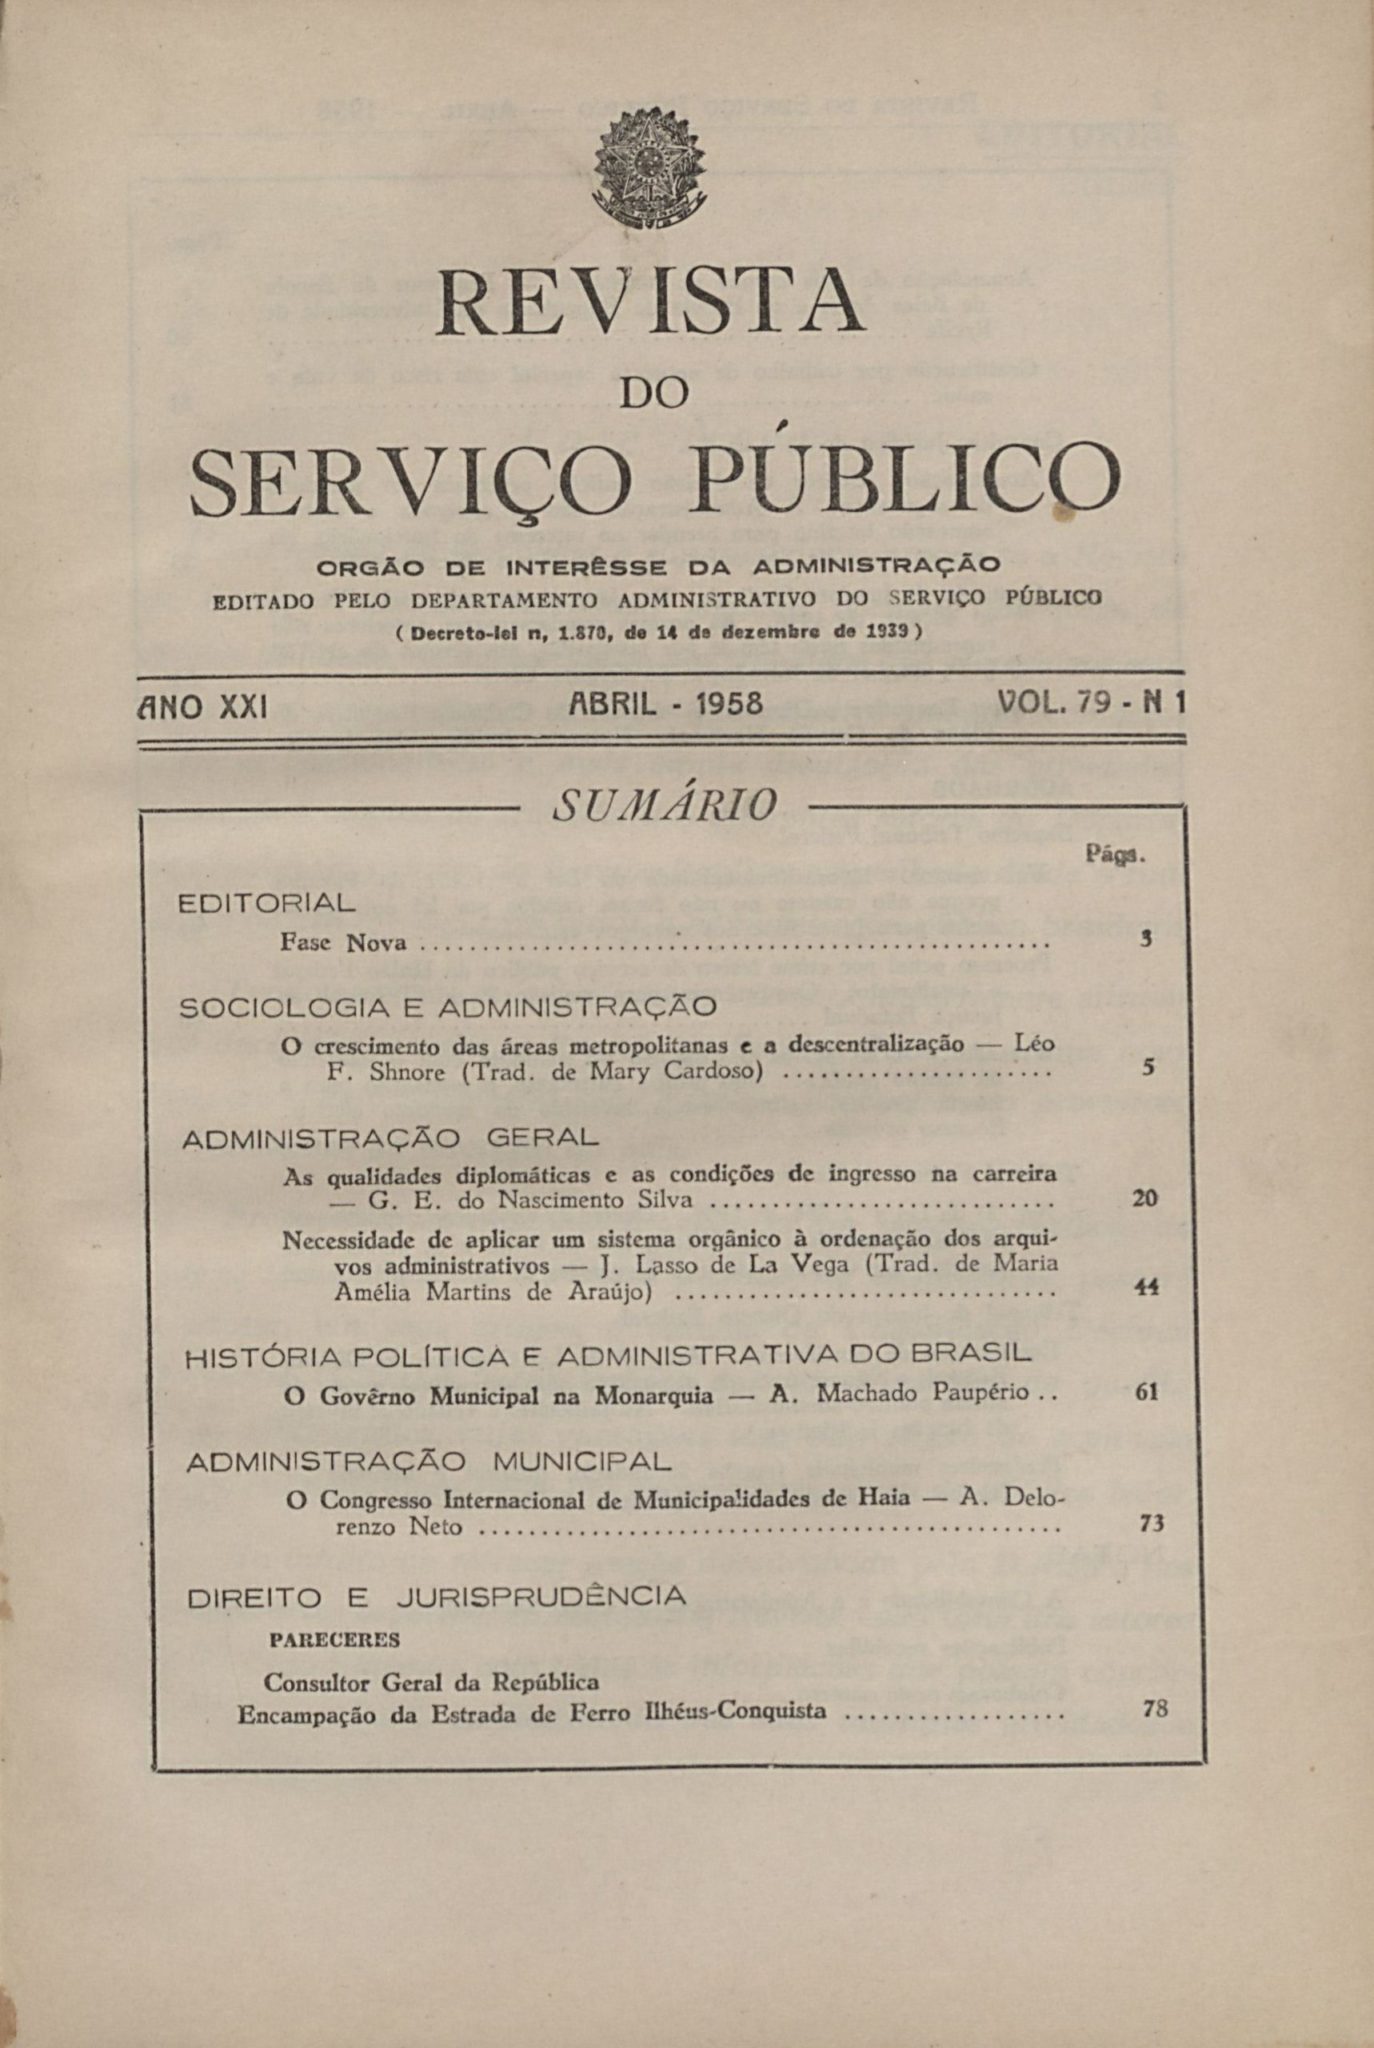 REVISTA
DO
SERVIÇO PÚBLICO
ORGÃO DE INTERÊSSE DA ADMINISTRAÇÃO
EDITADO PELO DEPARTAMENTO ADMINISTRATIVO DO SERVIÇO PÚBLICO
(Decreto-lei n, 1.870, de 14 de dezembro de 1939)
ANO XXI ABRIL - 1958 VOL. 79 - N 1
SUMÁRIO
Págs.
EDITORIAL
Fase Nova .................................................. 3
SOCIOLOGIA E ADMINISTRAÇÃO
O crescimento das áreas metropolitanas e a descentralização — Léo
F. Shnore (Trad. de Mary Cardoso) ...................... 5
ADMINISTRAÇÃO GERAL
As qualidades diplomáticas e as condições de ingresso na carreira
— G. E. do Nascimento Silva ............................ 20
Necessidade de aplicar um sistema orgânico à ordenação dos arqui-
vos administrativos — J. Lasso de La Vega (Trad. de Maria
Amélia Martins de Araújo) ............................... 44
HISTÓRIA POLÍTICA E ADMINISTRATIVA DO BRASIL
O Govêrno Municipal na Monarquia — A. Machado Paupério .. 61
ADMINISTRAÇÃO MUNICIPAL
O Congresso Internacional de Municipalidades de Haia — A. Delo-
renzo Neto ............................................... 73
DIREITO E JURISPRUDÊNCIA
PARECERES
Consultor Geral da República
Encampação da Estrada de Ferro Ilhéus-Conquista .................. 78